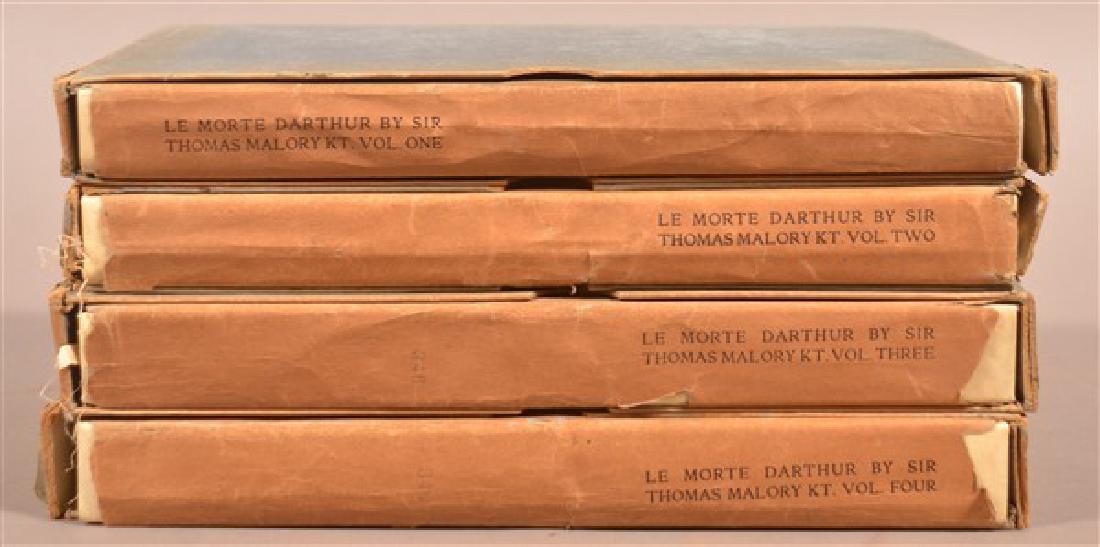 LE MORTE DARTHUR BY SIR
THOMAS MALORY KT. VOL. ONE
LE MORTE DARTHUR BY SIR
THOMAS MALORY KT. VOL. TWO
LE MORTE DARTHUR BY SIR
THOMAS MALORY KT. VOL. THREE
LE MORTE DARTHUR BY SIR
THOMAS MALORY KT. VOL. FOUR